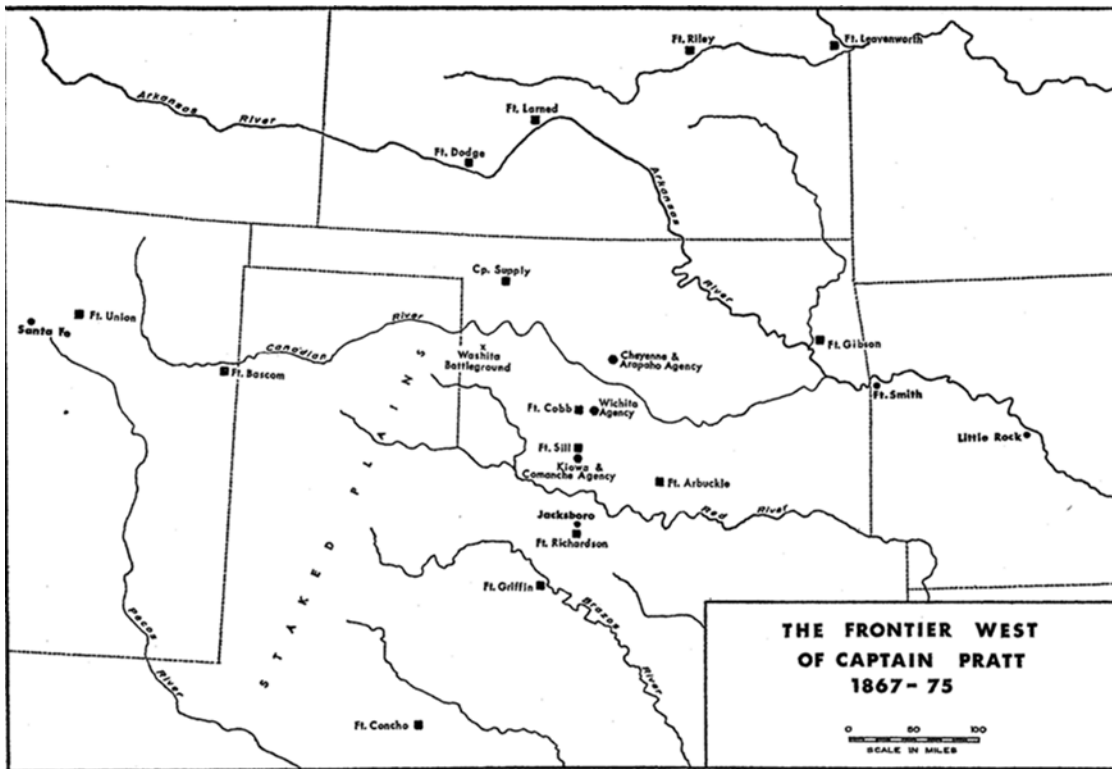 Ft. Riley
Ft. Leavenworth
Arkansas
River
Ft. Larned
Ft. Dodge
Arkansas
River
Cp. Supply
Ft. Union
Santa Fe
River
Canadian
x
Washita
Battleground
Cheyenne &
Arapaho Agency
Ft. Gibson
Ft. Bascom
Ft. Smith
Ft. Cobb
Wichita
Agency
Little Rock
Ft. Sill
Kiowa &
Comanche Agency
Ft. Arbuckle
Red
River
Jacksboro
Ft. Richardson
STAKED PLAINS
Ft. Griffin
Brazos
River
Pecos
River
Ft. Concho
THE FRONTIER WEST
OF CAPTAIN PRATT
1867-75
0 50 100
SCALE IN MILES